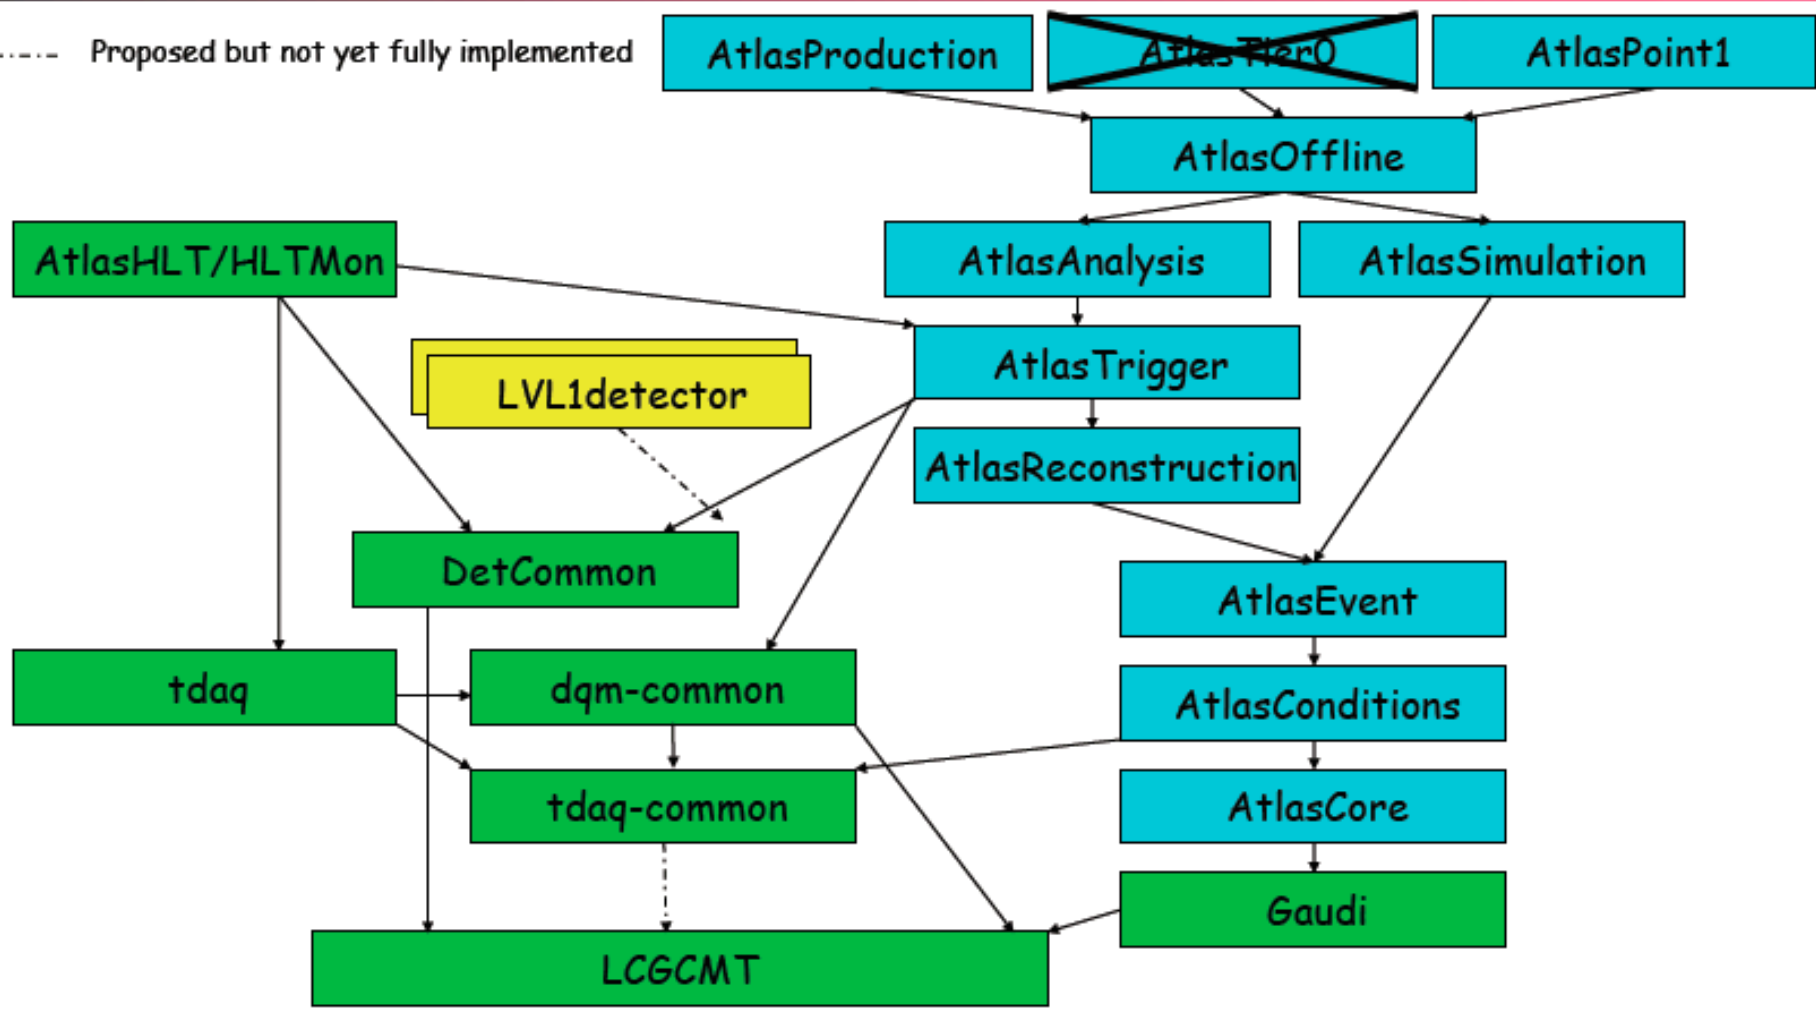 Proposed but not yet fully implemented
AtlasProduction
AtlasTier0
AtlasPoint1
AtlasOffline
AtlasHLT/HLTMon
AtlasAnalysis
AtlasSimulation
LVL1detector
AtlasTrigger
AtlasReconstruction
DetCommon
AtlasEvent
tdaq
dqm-common
AtlasConditions
tdaq-common
AtlasCore
Gaudi
LCGCMT